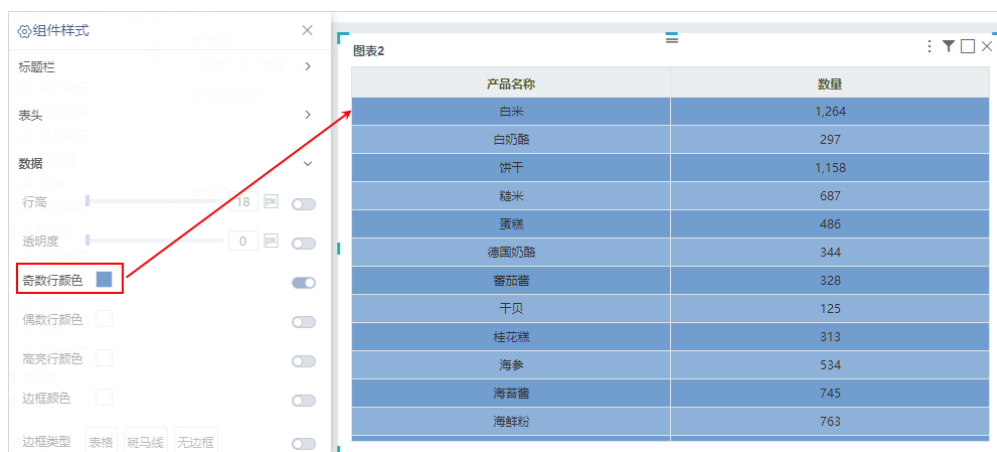 组件样式
标题栏
表头
数据
行高 18 px
透明度 0 px
奇数行颜色
偶数行颜色
高亮行颜色
边框颜色
边框类型 表格 斑马线 无边框
图表2
产品名称 数量
白米 1,264
白奶酪 297
饼干 1,158
糙米 687
蛋糕 486
德国奶酪 344
蕃茄酱 328
干贝 125
桂花糕 313
海参 534
海苔酱 745
海鲜粉 763